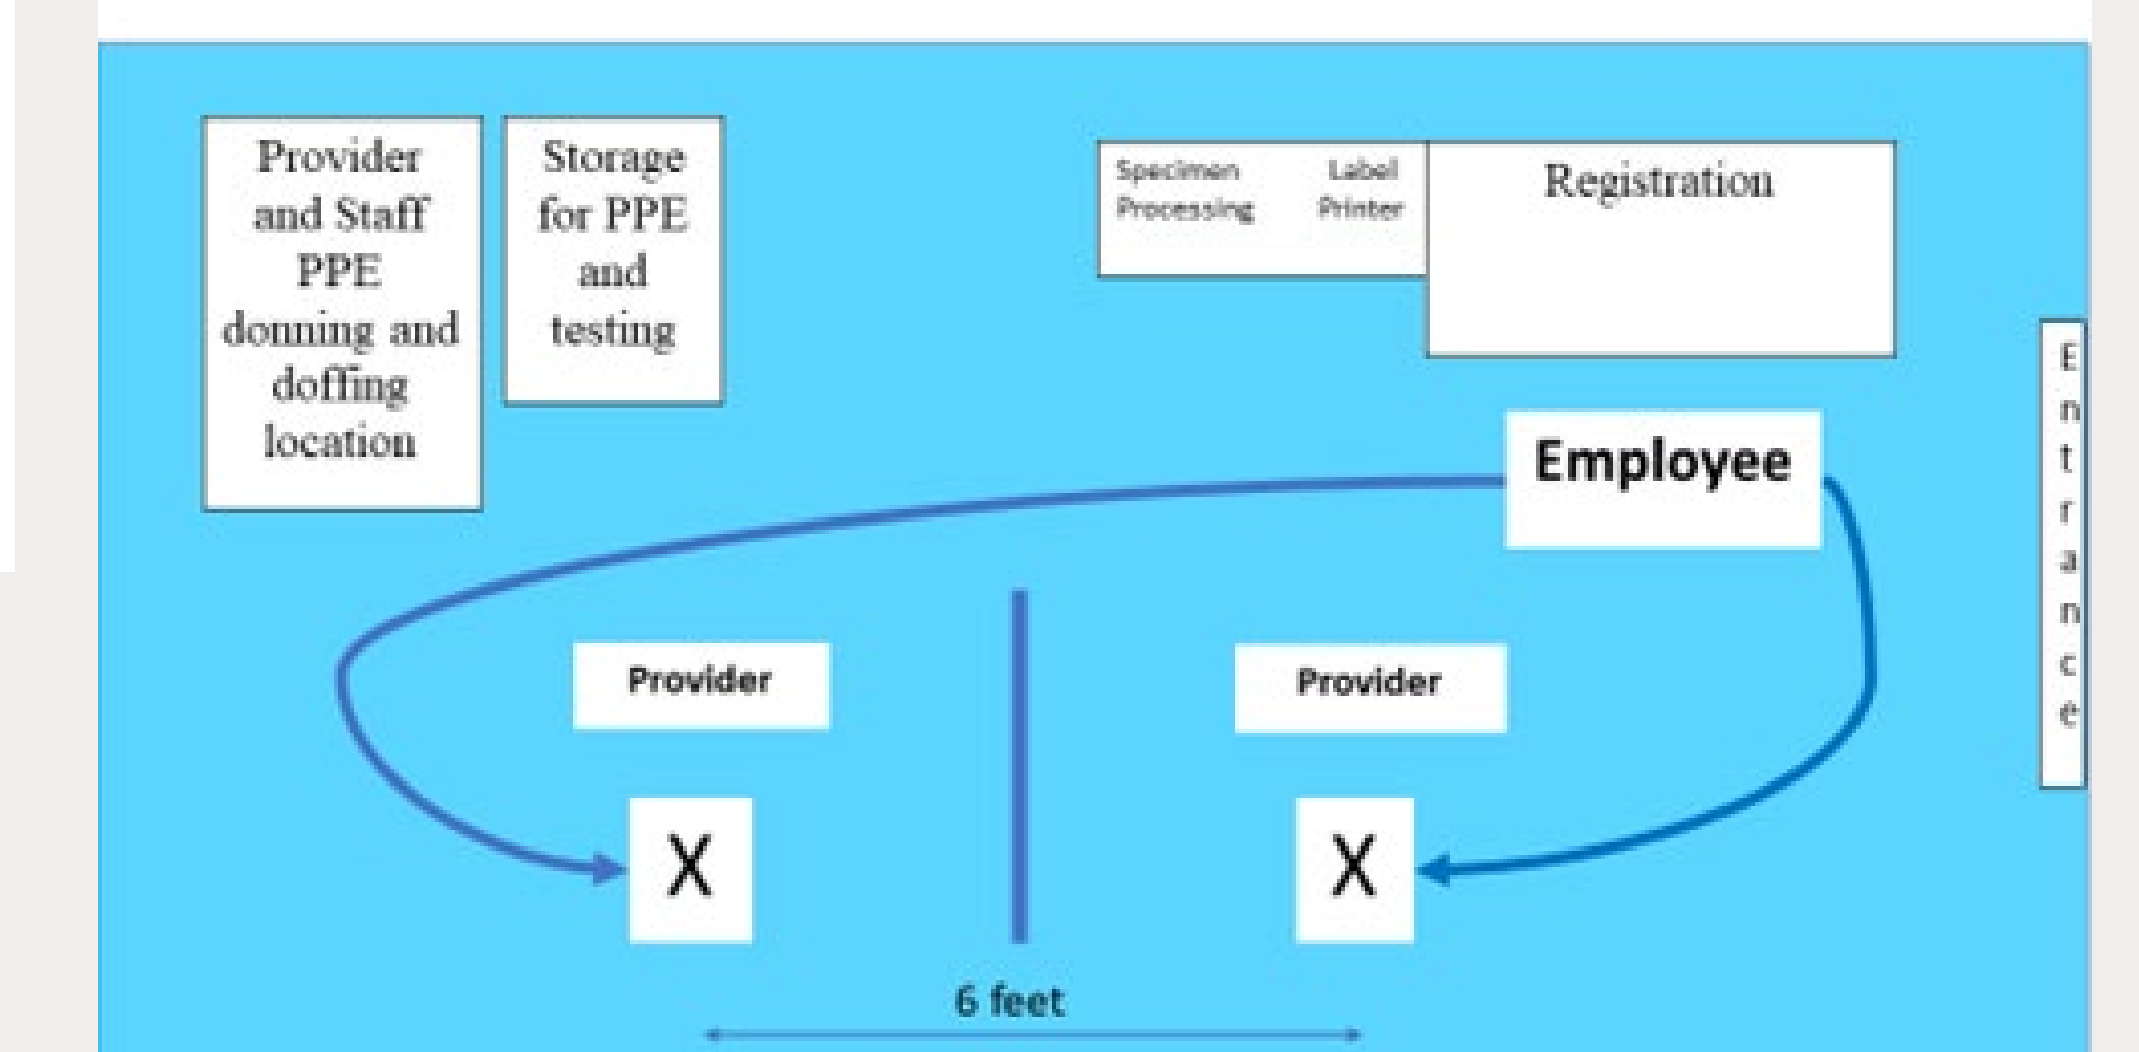 Provider
and Staff
PPE
donning and
doffing
location
Storage
for PPE
and
testing
Specimen Label
Processing Printer
Registration
Employee
E
n
t
r
a
n
c
e
Provider
Provider
X
X
6 feet